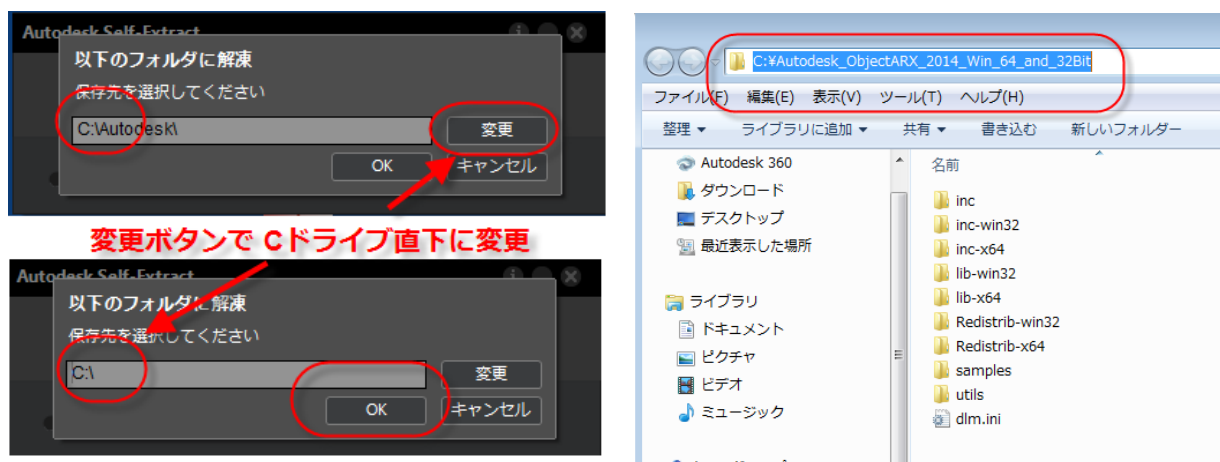 Autodesk Self-Extract
以下のフォルダに解凍
保存先を選択してください
C:\Autodesk\
変更
OK
キャンセル
変更ボタンで Cドライブ直下に変更
Autodesk Self-Extract
以下のフォルダに解凍
保存先を選択してください
C:\
変更
OK
キャンセル
C:¥Autodesk_ObjectARX_2014_Win_64_and_32Bit
ファイル(F) 編集(E) 表示(V) ツール(T) ヘルプ(H)
整理 ライブラリに追加 共有 書き込む 新しいフォルダー
Autodesk 360
ダウンロード
デスクトップ
最近表示した場所
ライブラリ
ドキュメント
ピクチャ
ビデオ
ミュージック
名前
inc
inc-win32
inc-x64
lib-win32
lib-x64
Redistrib-win32
Redistrib-x64
samples
utils
dlm.ini